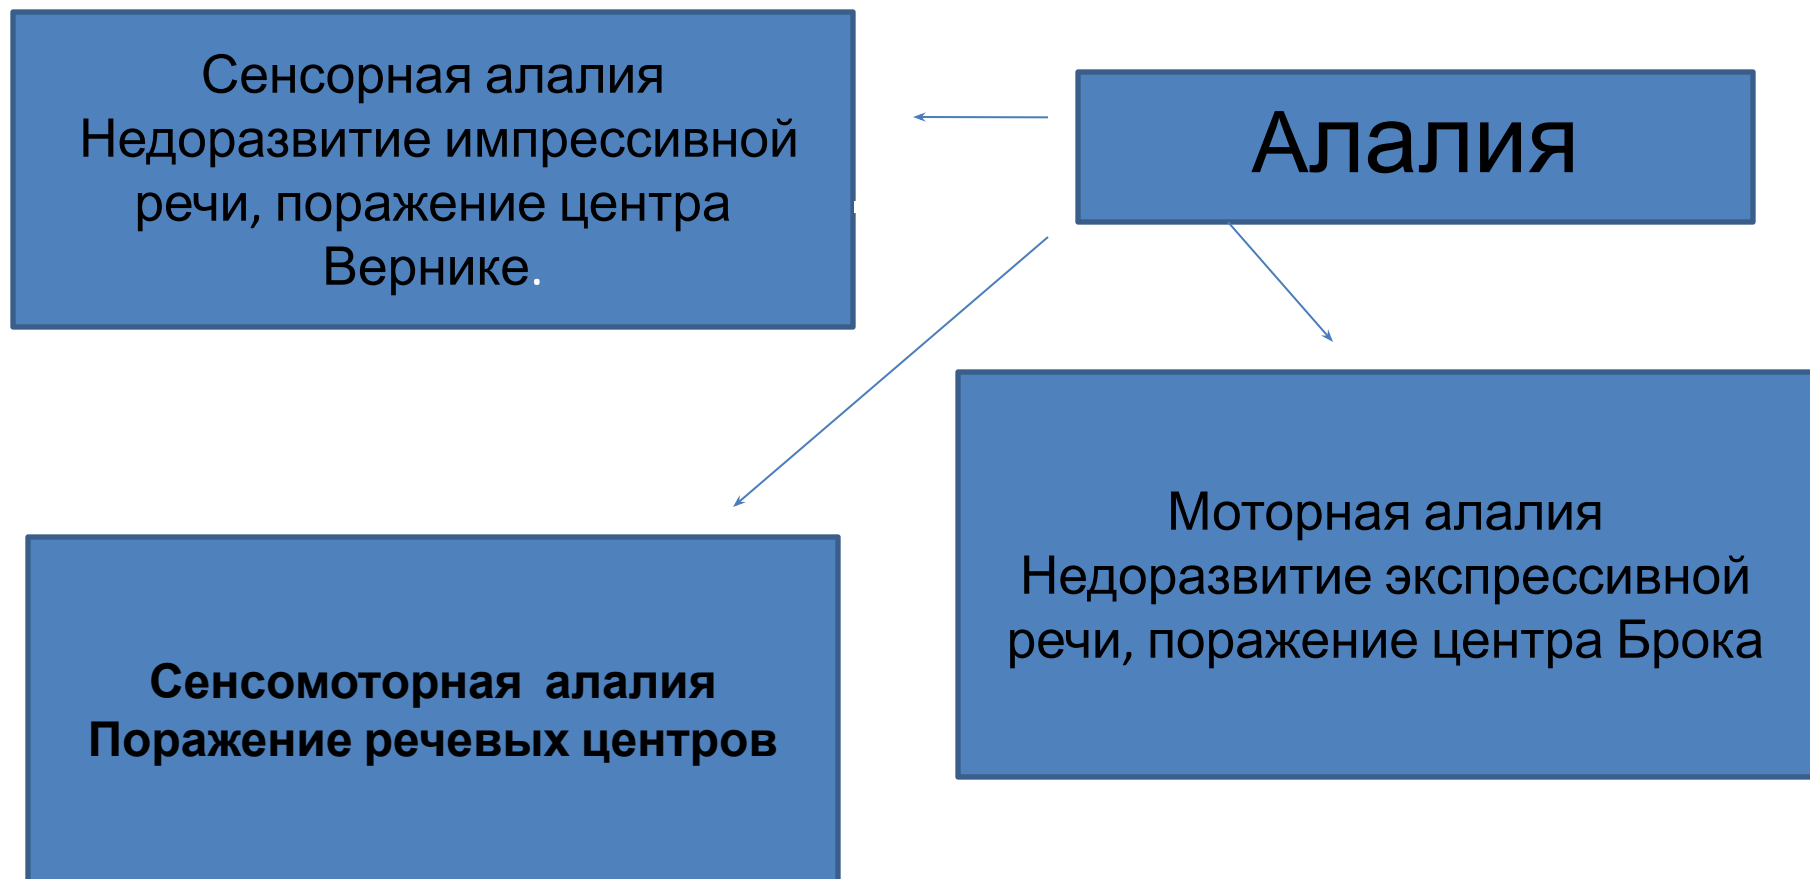 Сенсорная алалия
Недоразвитие импрессивной
речи, поражение центра
Вернике.
Алалия
Моторная алалия
Недоразвитие экспрессивной
речи, поражение центра Брока
Сенсомоторная алалия
Поражение речевых центров